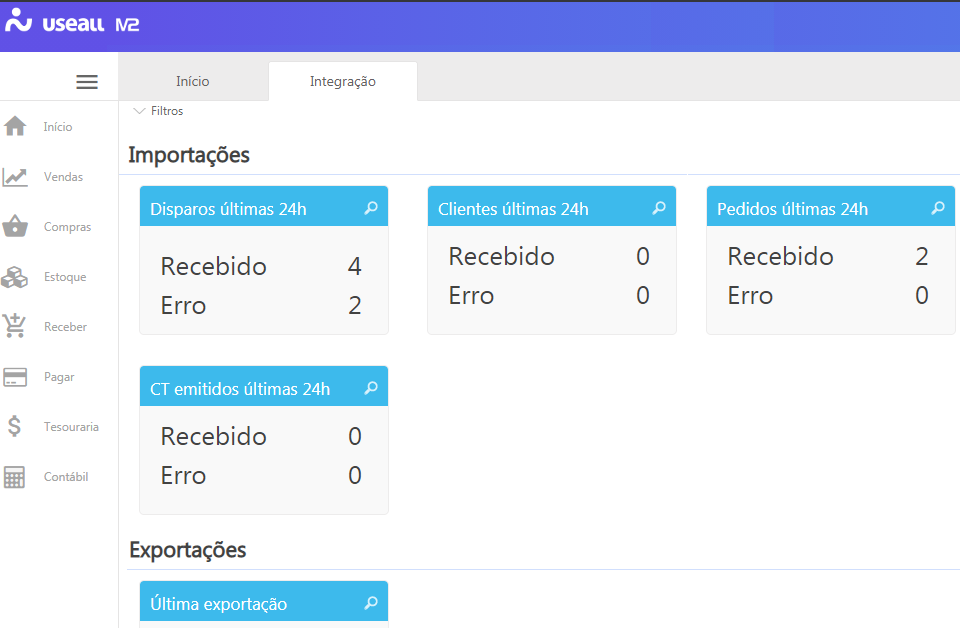 useall M2
Início
Integração
Filtros
Início
Vendas
Compras
Estoque
Receber
Pagar
Tesouraria
Contábil
Importações
Disparos últimas 24h
Recebido 4
Erro 2
Clientes últimas 24h
Recebido 0
Erro 0
Pedidos últimas 24h
Recebido 2
Erro 0
CT emitidos últimas 24h
Recebido 0
Erro 0
Exportações
Última exportação